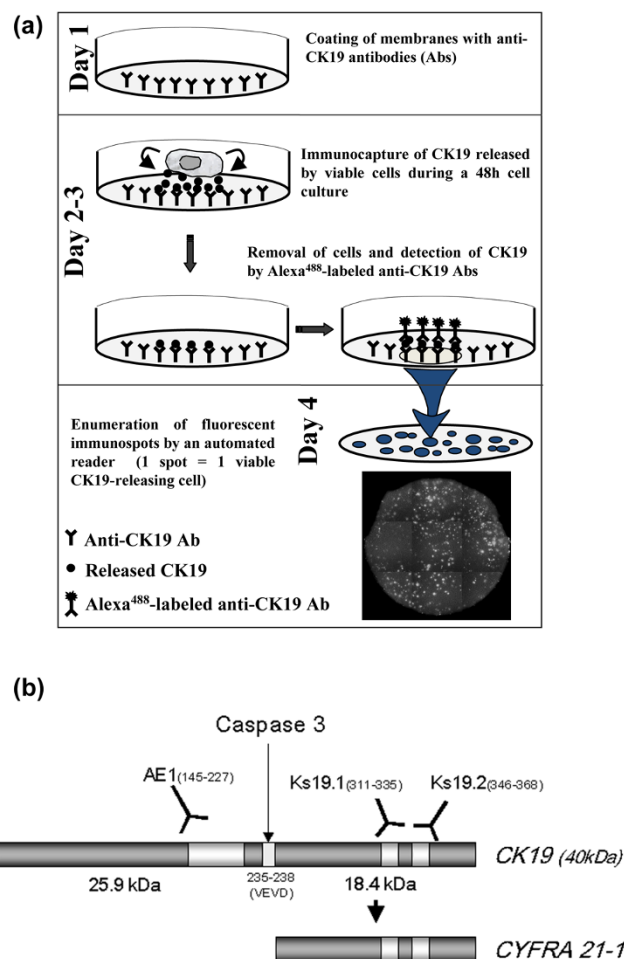 (a)
Day 1
Coating of membranes with anti-
CK19 antibodies (Abs)
Day 2-3
Immunocapture of CK19 released
by viable cells during a 48h cell
culture
Removal of cells and detection of CK19
by Alexa488-labeled anti-CK19 Abs
Day 4
Enumeration of fluorescent
immunospots by an automated
reader (1 spot = 1 viable
CK19-releasing cell)
Anti-CK19 Ab
Released CK19
Alexa488-labeled anti-CK19 Ab
(b)
Caspase 3
AE1(145-227)
Ks19.1(311-335)
Ks19.2(346-368)
CK19 (40kDa)
25.9 kDa
235-238
(VEVD)
18.4 kDa
CYFRA 21-1